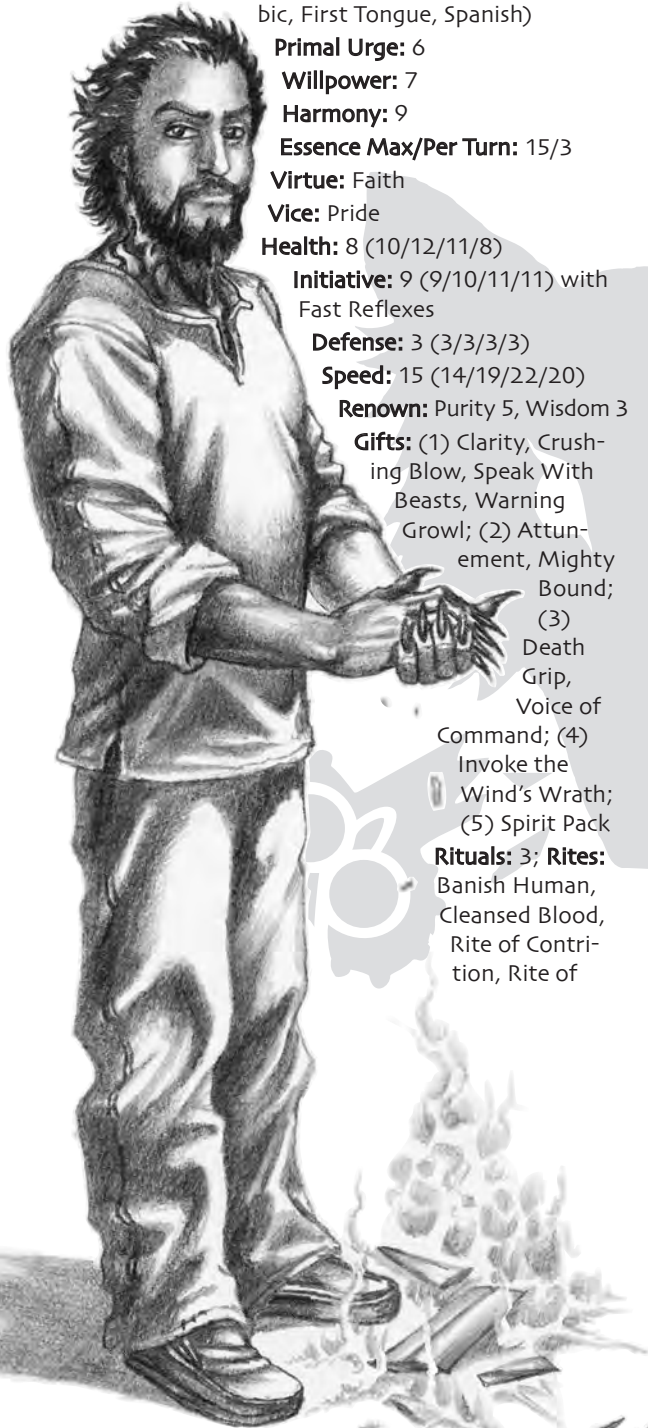 bic, First Tongue, Spanish)
Primal Urge: 6
Willpower: 7
Harmony: 9
Essence Max/Per Turn: 15/3
Virtue: Faith
Vice: Pride
Health: 8 (10/12/11/8)
Initiative: 9 (9/10/11/11) with
Fast Reflexes
Defense: 3 (3/3/3/3)
Speed: 15 (14/19/22/20)
Renown: Purity 5, Wisdom 3
Gifts: (1) Clarity, Crush-
ing Blow, Speak With
Beasts, Warning
Growl; (2) Attun-
ement, Mighty
Bound;
(3)
Death
Grip,
Voice of
Command; (4)
Invoke the
Wind’s Wrath;
(5) Spirit Pack
Rituals: 3; Rites:
Banish Human,
Cleansed Blood,
Rite of Contri-
tion, Rite of